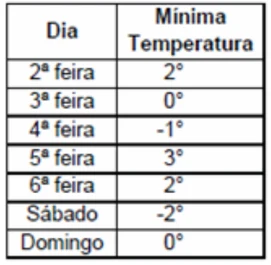 Dia Mínima Temperatura
2ª feira 2°
3ª feira 0°
4ª feira -1°
5ª feira 3°
6ª feira 2°
Sábado -2°
Domingo 0°